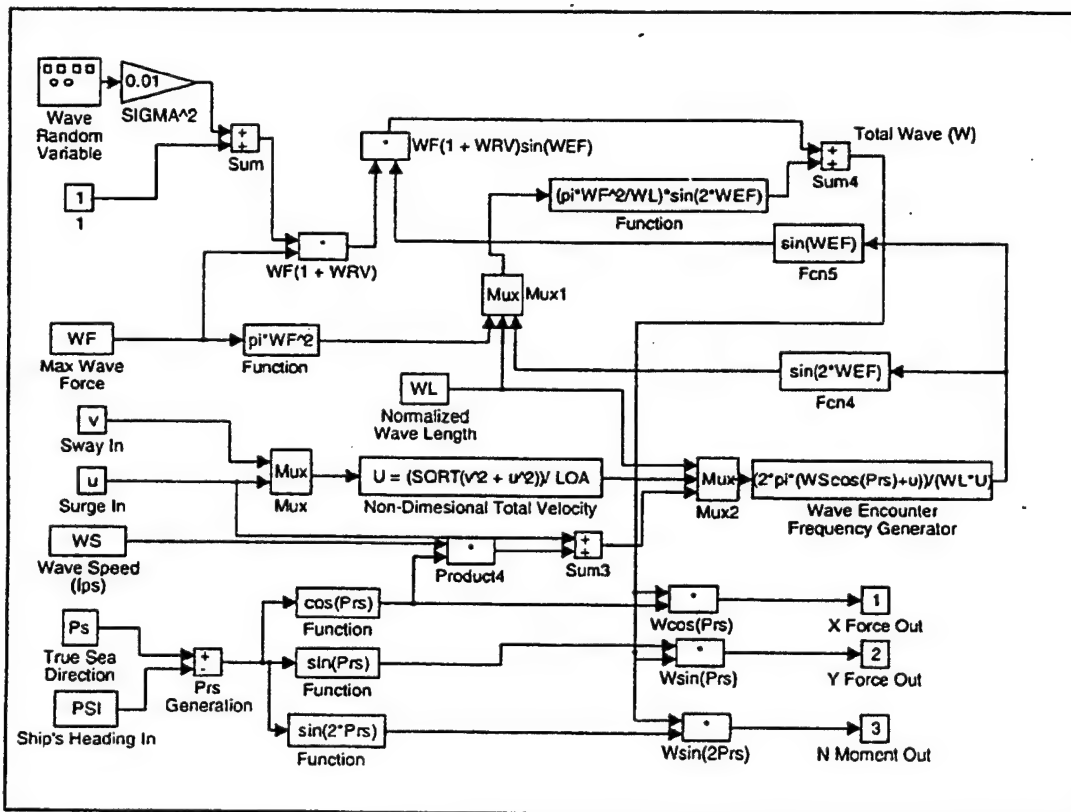 0.01
SIGMA^2
Wave
Random
Variable
+
+
Sum
1
1
*
WF(1 + WRV)sin(WEF)
Total Wave (W)
+
+
Sum4
(pi*WF^2/WL)*sin(2*WEF)
Function
*
WF(1 + WRV)
sin(WEF)
Fcn5
Mux
Mux1
WF
Max Wave
Force
pi*WF^2
Function
sin(2*WEF)
Fcn4
WL
Normalized
Wave Length
v
Sway In
u
Surge In
Mux
Mux
U = (SQRT(v^2 + u^2))/ LOA
Non-Dimesional Total Velocity
Mux
Mux2
(2*pi*(WScos(Prs)+u))/(WL*U)
Wave Encounter
Frequency Generator
WS
Wave Speed
(fps)
*
Product4
+
+
Sum3
cos(Prs)
Function
*
Wcos(Prs)
1
X Force Out
Ps
True Sea
Direction
+
-
Prs
Generation
sin(Prs)
Function
*
Wsin(Prs)
2
Y Force Out
PSI
Ship's Heading In
sin(2*Prs)
Function
*
Wsin(2Prs)
3
N Moment Out